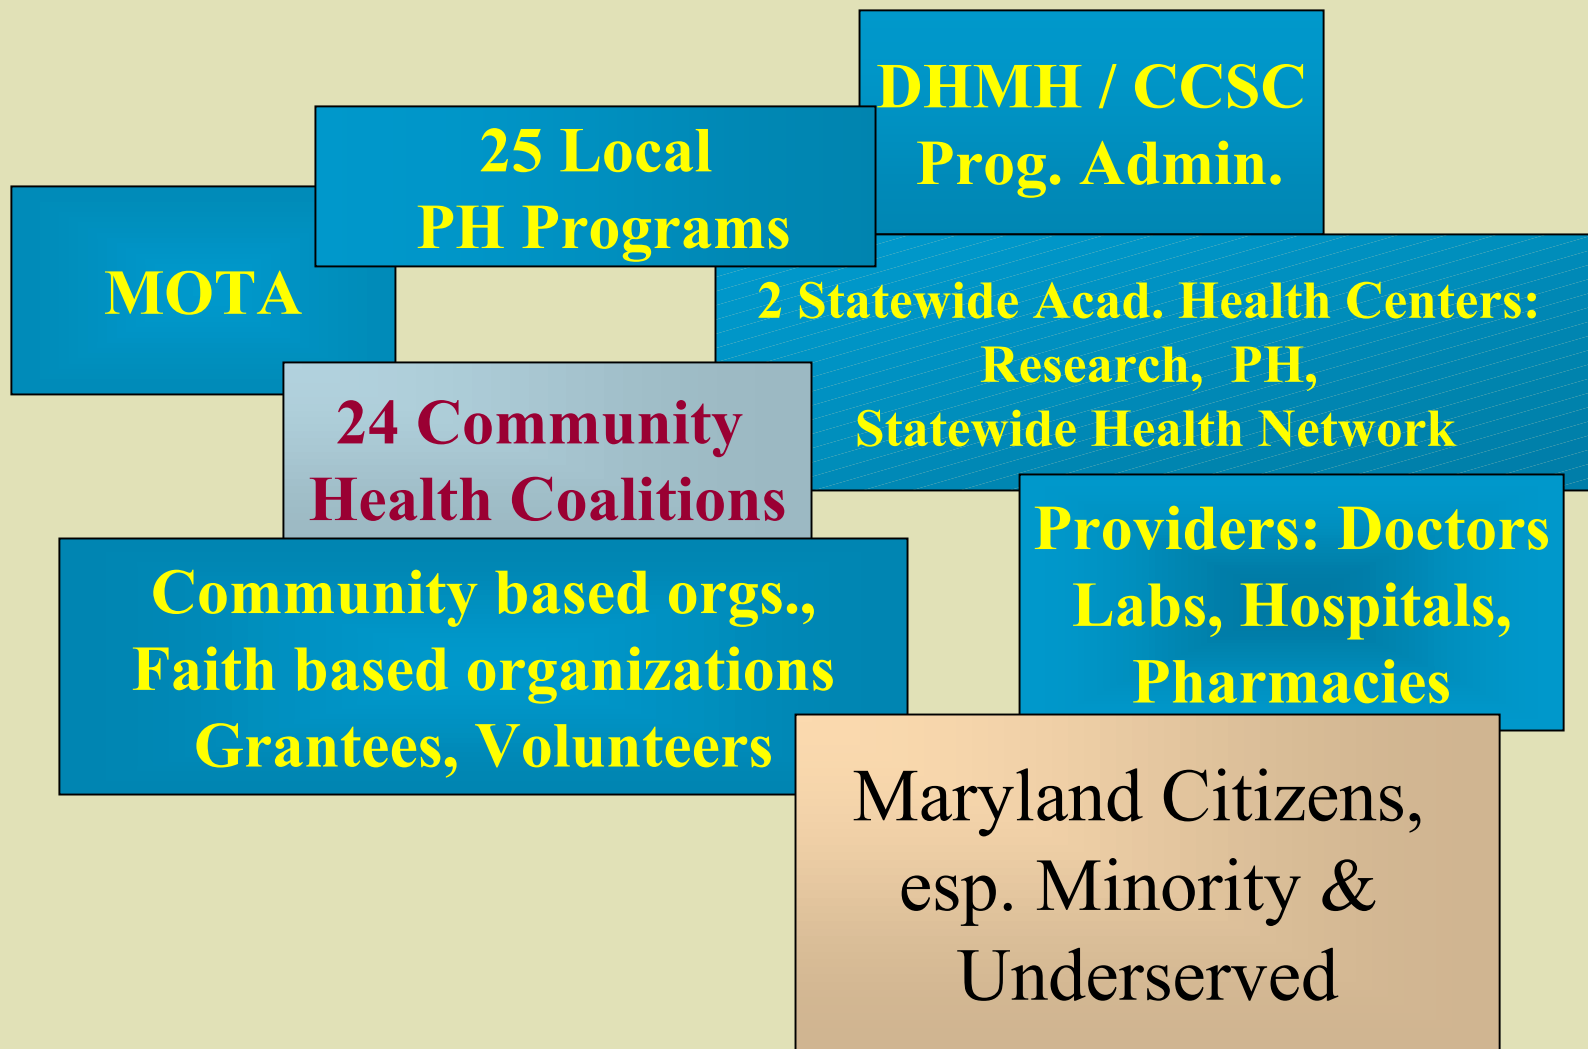 DHMH / CCSC
Prog. Admin.
25 Local
PH Programs
MOTA
2 Statewide Acad. Health Centers:
Research, PH,
Statewide Health Network
24 Community
Health Coalitions
Providers: Doctors
Labs, Hospitals,
Pharmacies
Community based orgs.,
Faith based organizations
Grantees, Volunteers
Maryland Citizens,
esp. Minority &
Underserved